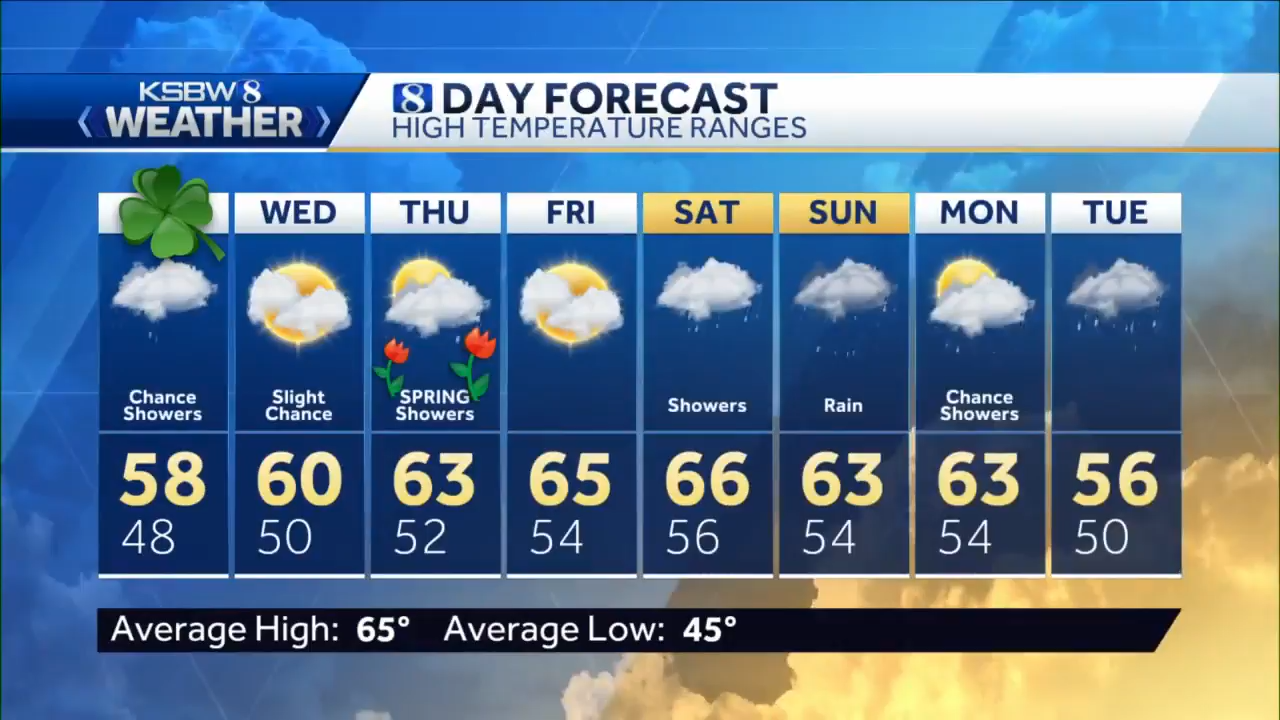 KSBW 8
WEATHER
8 DAY FORECAST
HIGH TEMPERATURE RANGES
WED THU FRI SAT SUN MON TUE
Chance
Showers
Slight
Chance
SPRING
Showers
Showers
Rain
Chance
Showers
58 60 63 65 66 63 63 56
48 50 52 54 56 54 54 50
Average High: 65° Average Low: 45°